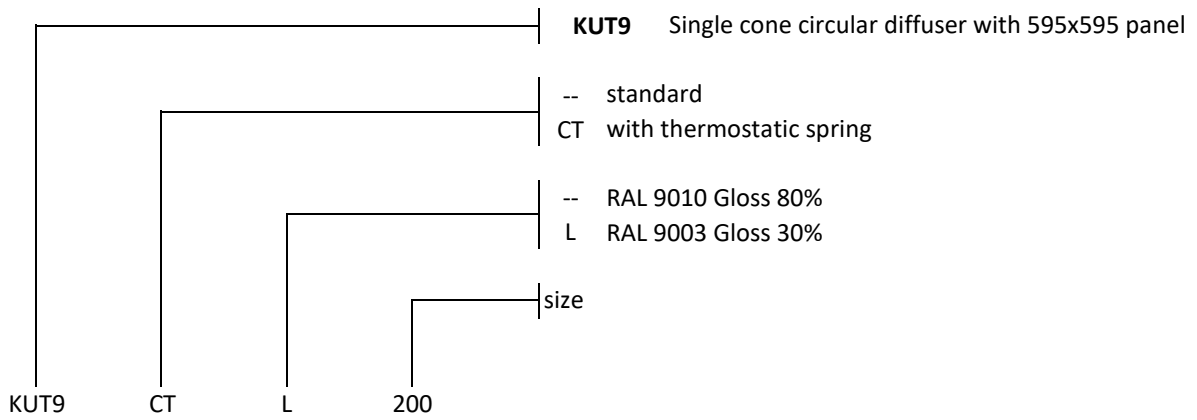 KUT9 Single cone circular diffuser with 595x595 panel
-- standard
CT with thermostatic spring
-- RAL 9010 Gloss 80%
L RAL 9003 Gloss 30%
size
KUT9 CT L 200